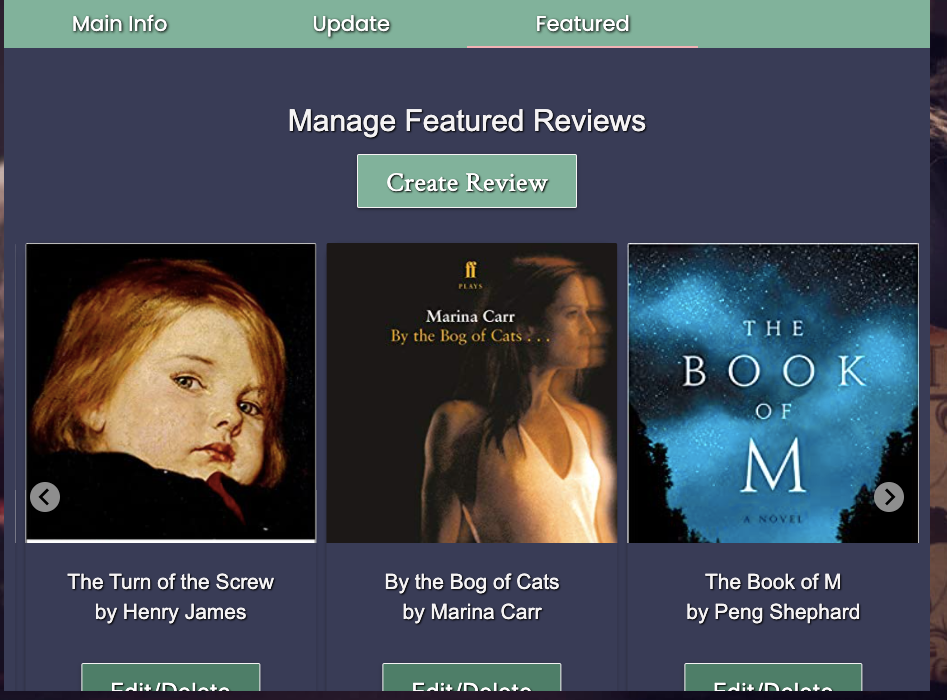 Main Info Update Featured
Manage Featured Reviews
Create Review
ff
PLAYS
Marina Carr
By the Bog of Cats . . .
THE
BOOK
OF
M
A NOVEL
The Turn of the Screw
by Henry James
By the Bog of Cats
by Marina Carr
The Book of M
by Peng Shephard
Edit/Delete Edit/Delete Edit/Delete